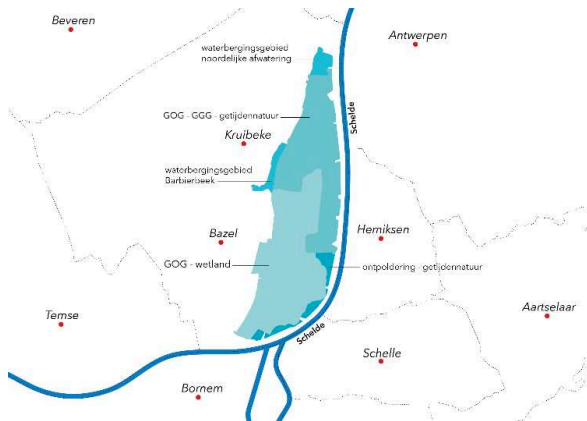 Beveren
Antwerpen
waterbergingsgebied
noordelijke afwatering
GOG - GGG - getijdennatuur
Schelde
Kruibeke
waterbergingsgebied
Barbierbeek
Bazel
Hemiksen
GOG - wetland
ontpoldering - getijdennatuur
Aartselaar
Temse
Schelde
Schelle
Bornem